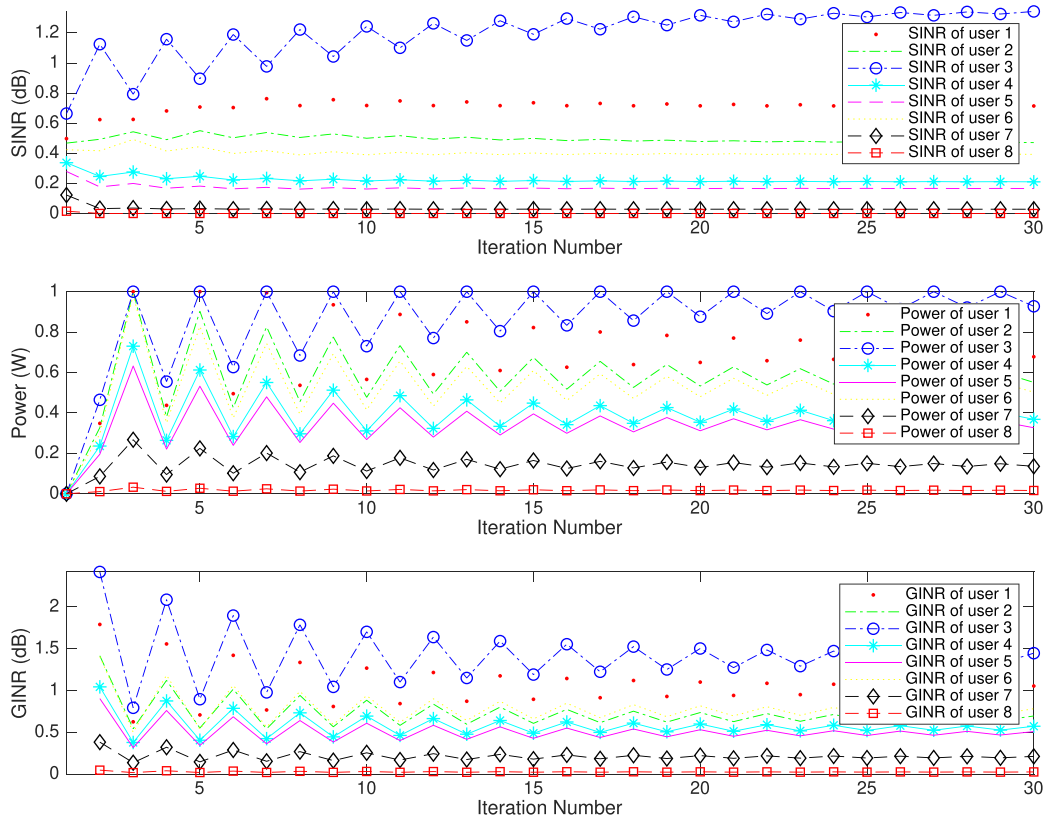 SINR (dB)
1.2
1
0.8
0.6
0.4
0.2
0
5
10
15
20
25
30
Iteration Number
SINR of user 1
SINR of user 2
SINR of user 3
SINR of user 4
SINR of user 5
SINR of user 6
SINR of user 7
SINR of user 8
Power (W)
1
0.8
0.6
0.4
0.2
0
5
10
15
20
25
30
Iteration Number
Power of user 1
Power of user 2
Power of user 3
Power of user 4
Power of user 5
Power of user 6
Power of user 7
Power of user 8
GINR (dB)
2
1.5
1
0.5
0
5
10
15
20
25
30
Iteration Number
GINR of user 1
GINR of user 2
GINR of user 3
GINR of user 4
GINR of user 5
GINR of user 6
GINR of user 7
GINR of user 8